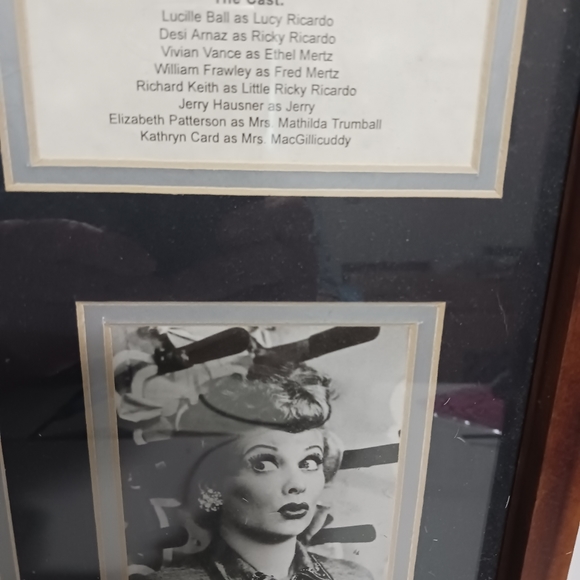 The Cast:
Lucille Ball as Lucy Ricardo
Desi Arnaz as Ricky Ricardo
Vivian Vance as Ethel Mertz
William Frawley as Fred Mertz
Richard Keith as Little Ricky Ricardo
Jerry Hausner as Jerry
Elizabeth Patterson as Mrs. Mathilda Trumball
Kathryn Card as Mrs. MacGillicuddy